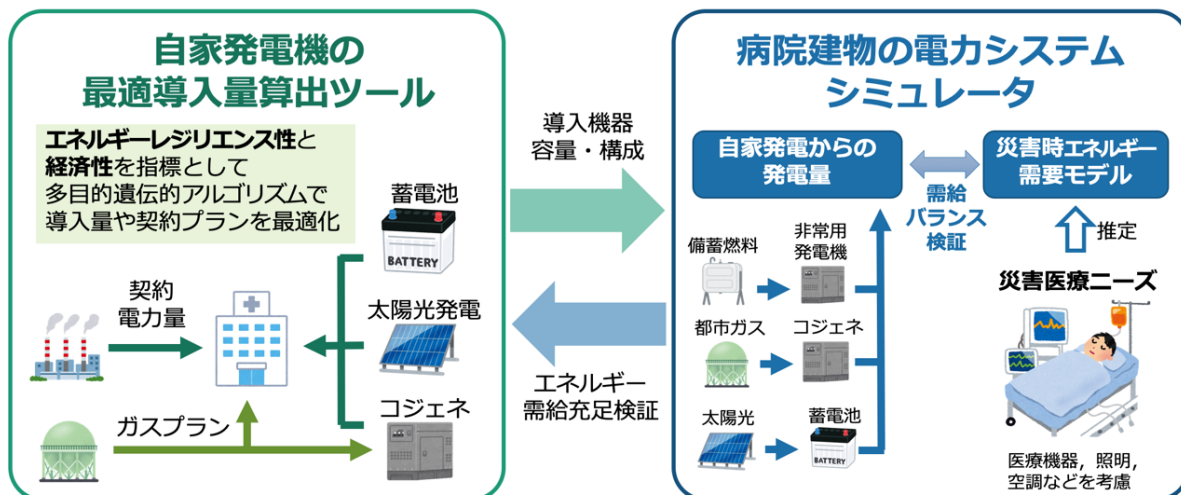 自家発電機の
最適導入量算出ツール
エネルギーレジリエンス性と
経済性を指標として
多目的遺伝的アルゴリズムで
導入量や契約プランを最適化
蓄電池
BATTERY
契約
電力量
太陽光発電
ガスプラン
コジェネ
導入機器
容量・構成
エネルギー
需給充足検証
病院建物の電力システム
シミュレータ
自家発電からの
発電量
災害時エネルギー
需要モデル
需給
バランス
検証
推定
備蓄燃料
非常用
発電機
都市ガス
コジェネ
太陽光
蓄電池
BATTERY
災害医療ニーズ
医療機器，照明，
空調などを考慮